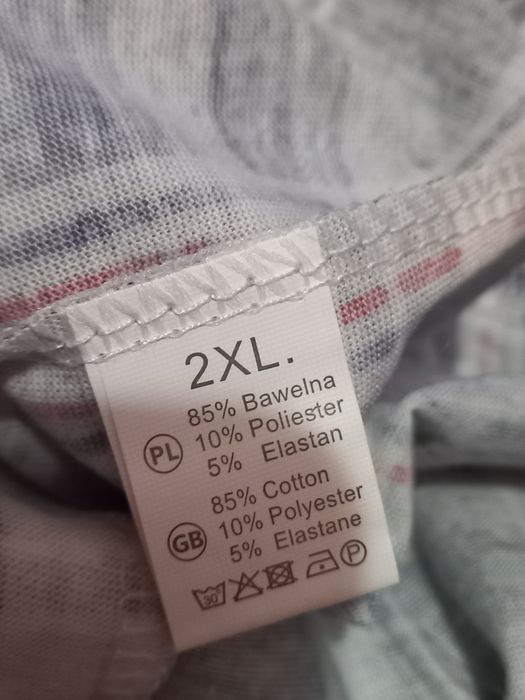 2XL.
85% Bawelna
PL 10% Poliester
5% Elastan
85% Cotton
GB 10% Polyester
5% Elastane
30° P